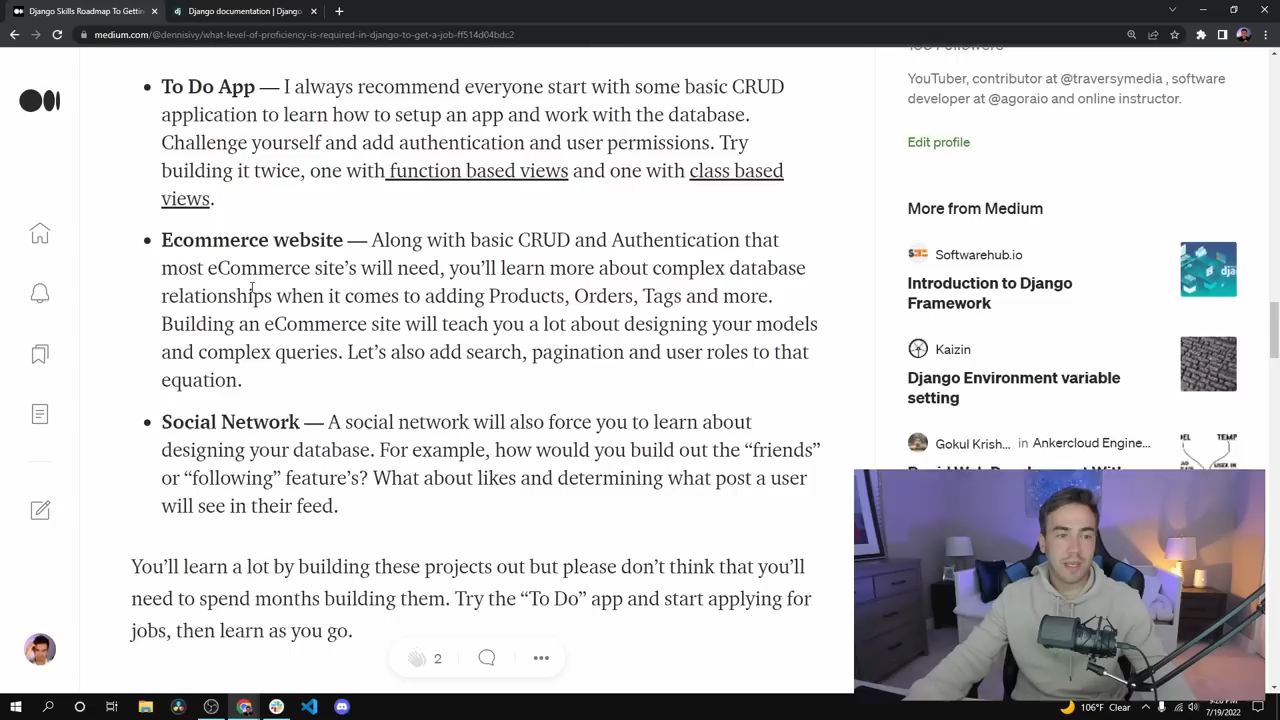 Django Skills Roadmap To Gettin
Django documentation | Django
medium.com/@dennisivy/what-level-of-proficiency-is-required-in-django-to-get-a-job-ff514d04bdc2
To Do App — I always recommend everyone start with some basic CRUD
application to learn how to setup an app and work with the database.
Challenge yourself and add authentication and user permissions. Try
building it twice, one with function based views and one with class based
views.
Ecommerce website — Along with basic CRUD and Authentication that
most eCommerce site’s will need, you’ll learn more about complex database
relationships when it comes to adding Products, Orders, Tags and more.
Building an eCommerce site will teach you a lot about designing your models
and complex queries. Let’s also add search, pagination and user roles to that
equation.
Social Network — A social network will also force you to learn about
designing your database. For example, how would you build out the “friends”
or “following” feature’s? What about likes and determining what post a user
will see in their feed.
You’ll learn a lot by building these projects out but please don’t think that you’ll
need to spend months building them. Try the “To Do” app and start applying for
jobs, then learn as you go.
2
Followers
YouTuber, contributor at @traversymedia , software
developer at @agoraio and online instructor.
Edit profile
More from Medium
Softwarehub.io
Introduction to Django
Framework
Kaizin
Django Environment variable
setting
Gokul Krish... in Ankercloud Engine...
106°F Clear
7/19/2022